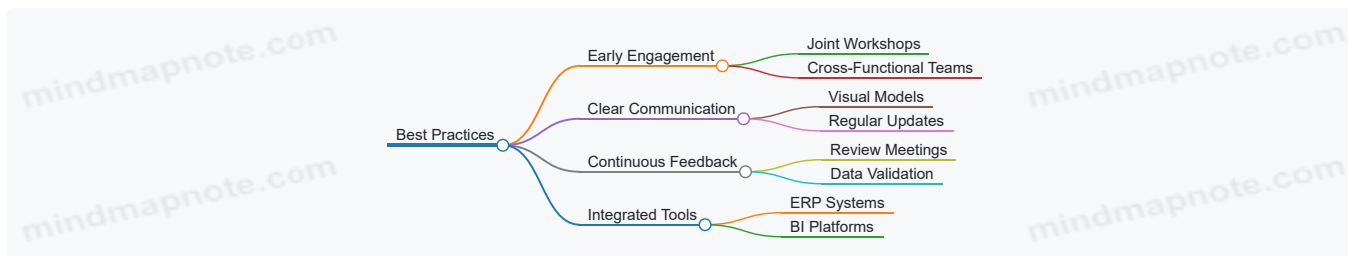 mindmapnote.com
mindmapnote.com
Joint Workshops
Early Engagement
Cross-Functional Teams
Visual Models
Clear Communication
Regular Updates
Best Practices
Review Meetings
Continuous Feedback
Data Validation
mindmapnote.com
mindmapnote.com
ERP Systems
Integrated Tools
BI Platforms